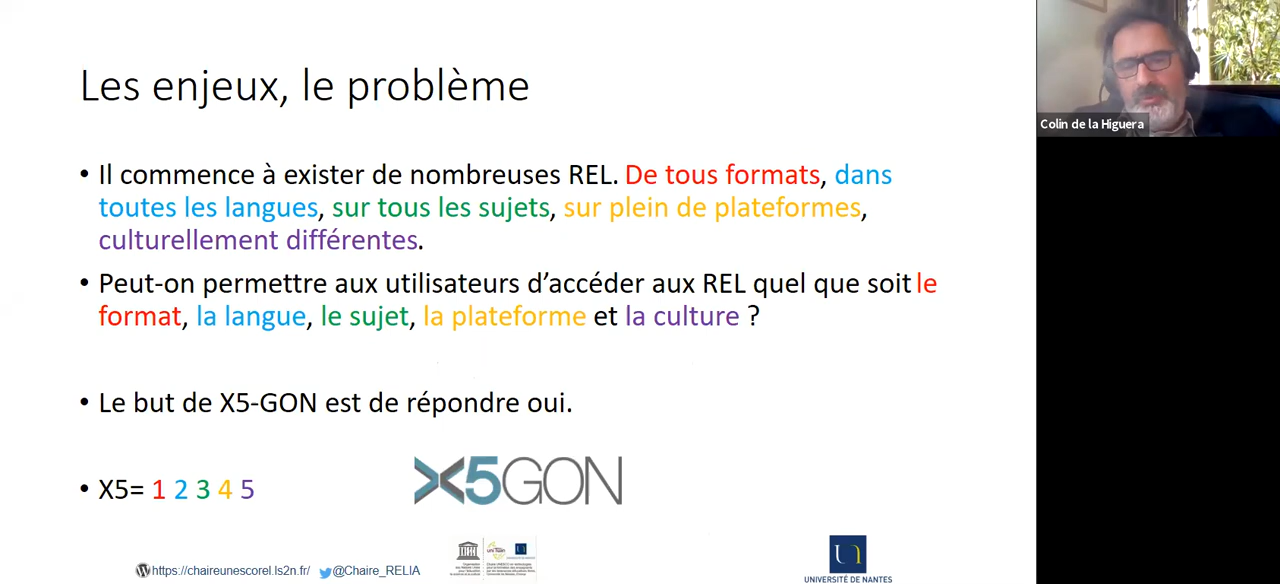 Les enjeux, le problème
Colin de la Higuera
• Il commence à exister de nombreuses REL. De tous formats, dans
toutes les langues, sur tous les sujets, sur plein de plateformes,
culturellement différentes.
• Peut-on permettre aux utilisateurs d’accéder aux REL quel que soit le
format, la langue, le sujet, la plateforme et la culture ?
• Le but de X5-GON est de répondre oui.
• X5= 1 2 3 4 5
X5GON
https://chaireunescorel.ls2n.fr/
@Chaire_RELIA
UNIVERSITÉ DE NANTES